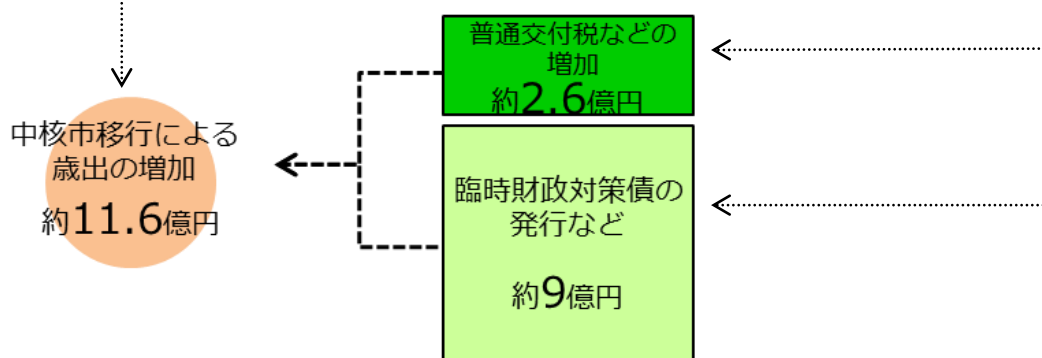 普通交付税などの
増加
約2.6億円
中核市移行による
歳出の増加
約11.6億円
臨時財政対策債の
発行など
約9億円